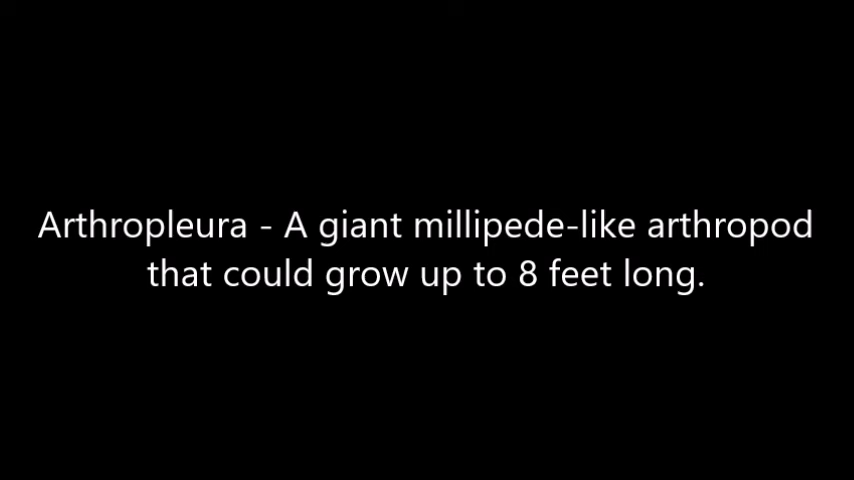 Arthropleura - A giant millipede-like arthropod
that could grow up to 8 feet long.